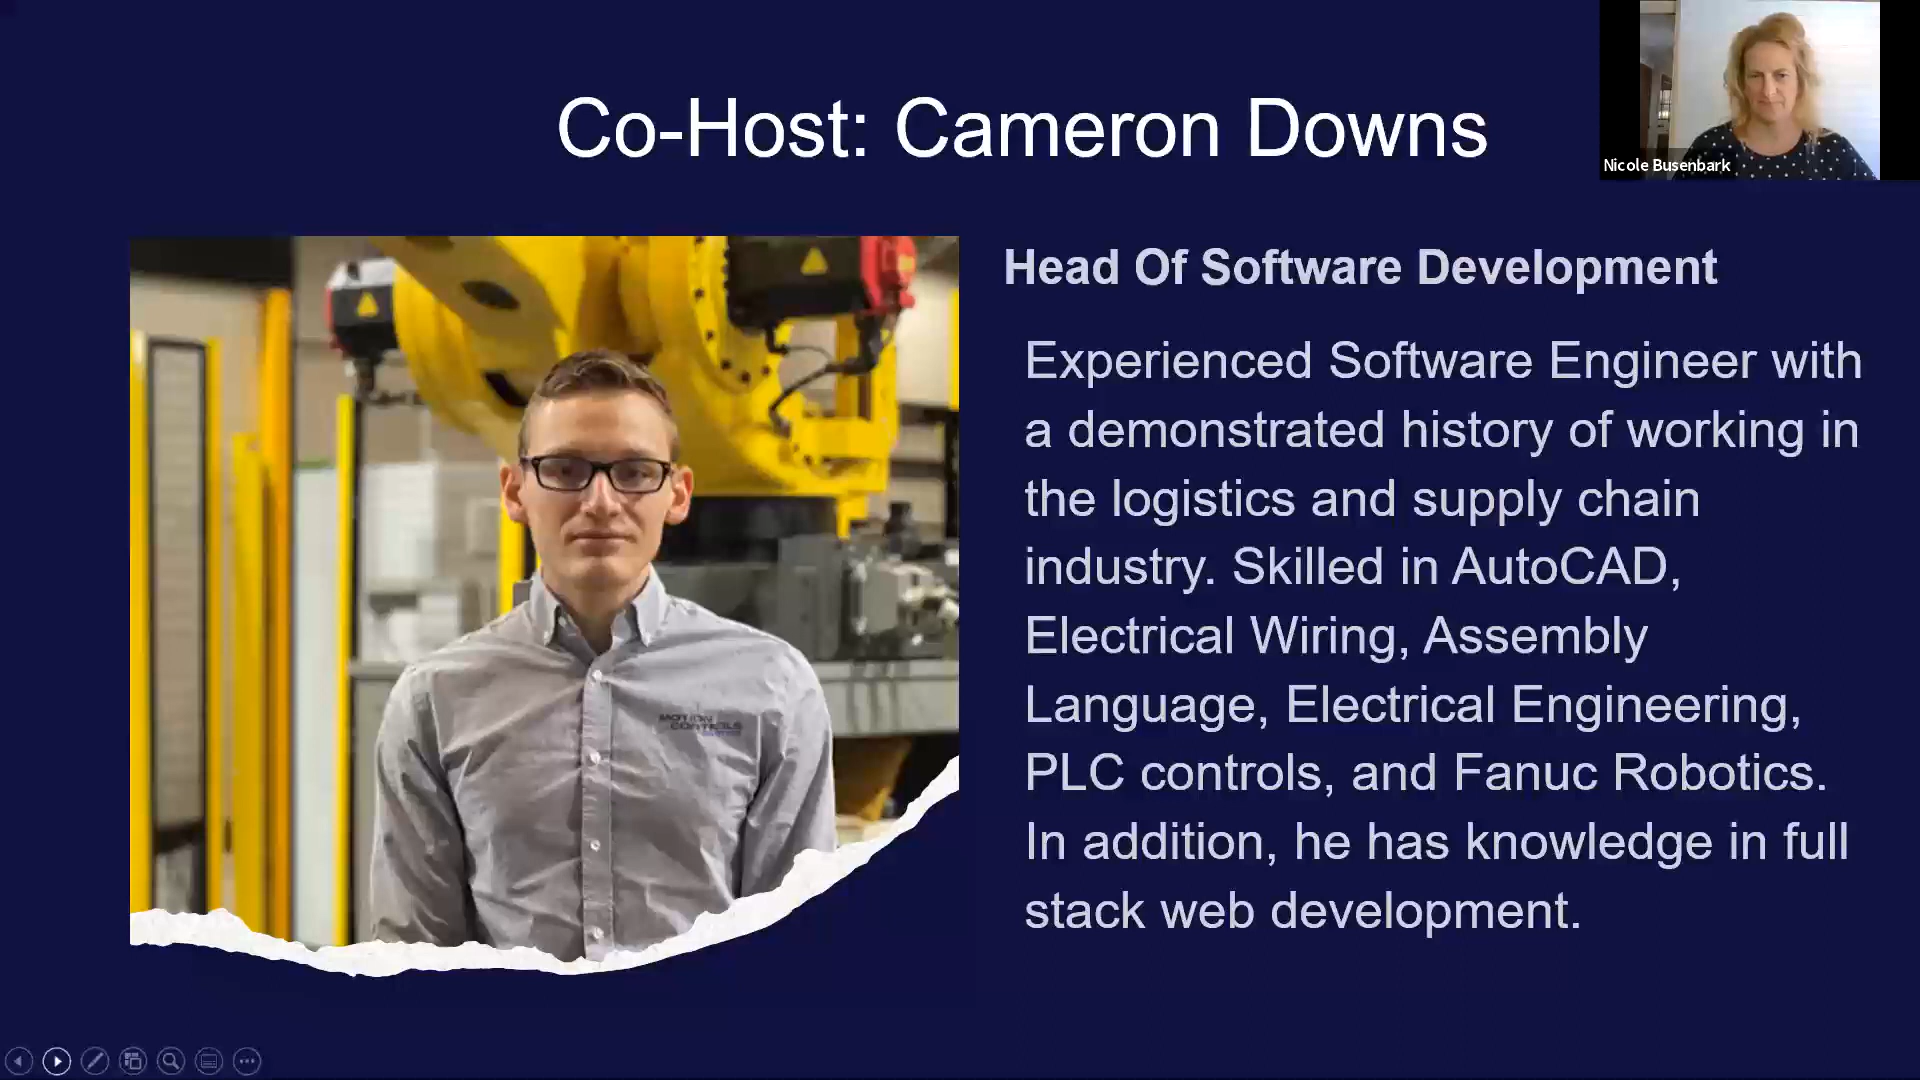 Co-Host: Cameron Downs
Nicole Busenbark
Head Of Software Development
Experienced Software Engineer with
a demonstrated history of working in
the logistics and supply chain
industry. Skilled in AutoCAD,
Electrical Wiring, Assembly
Language, Electrical Engineering,
PLC controls, and Fanuc Robotics.
In addition, he has knowledge in full
stack web development.
MOTION
CONTROLS